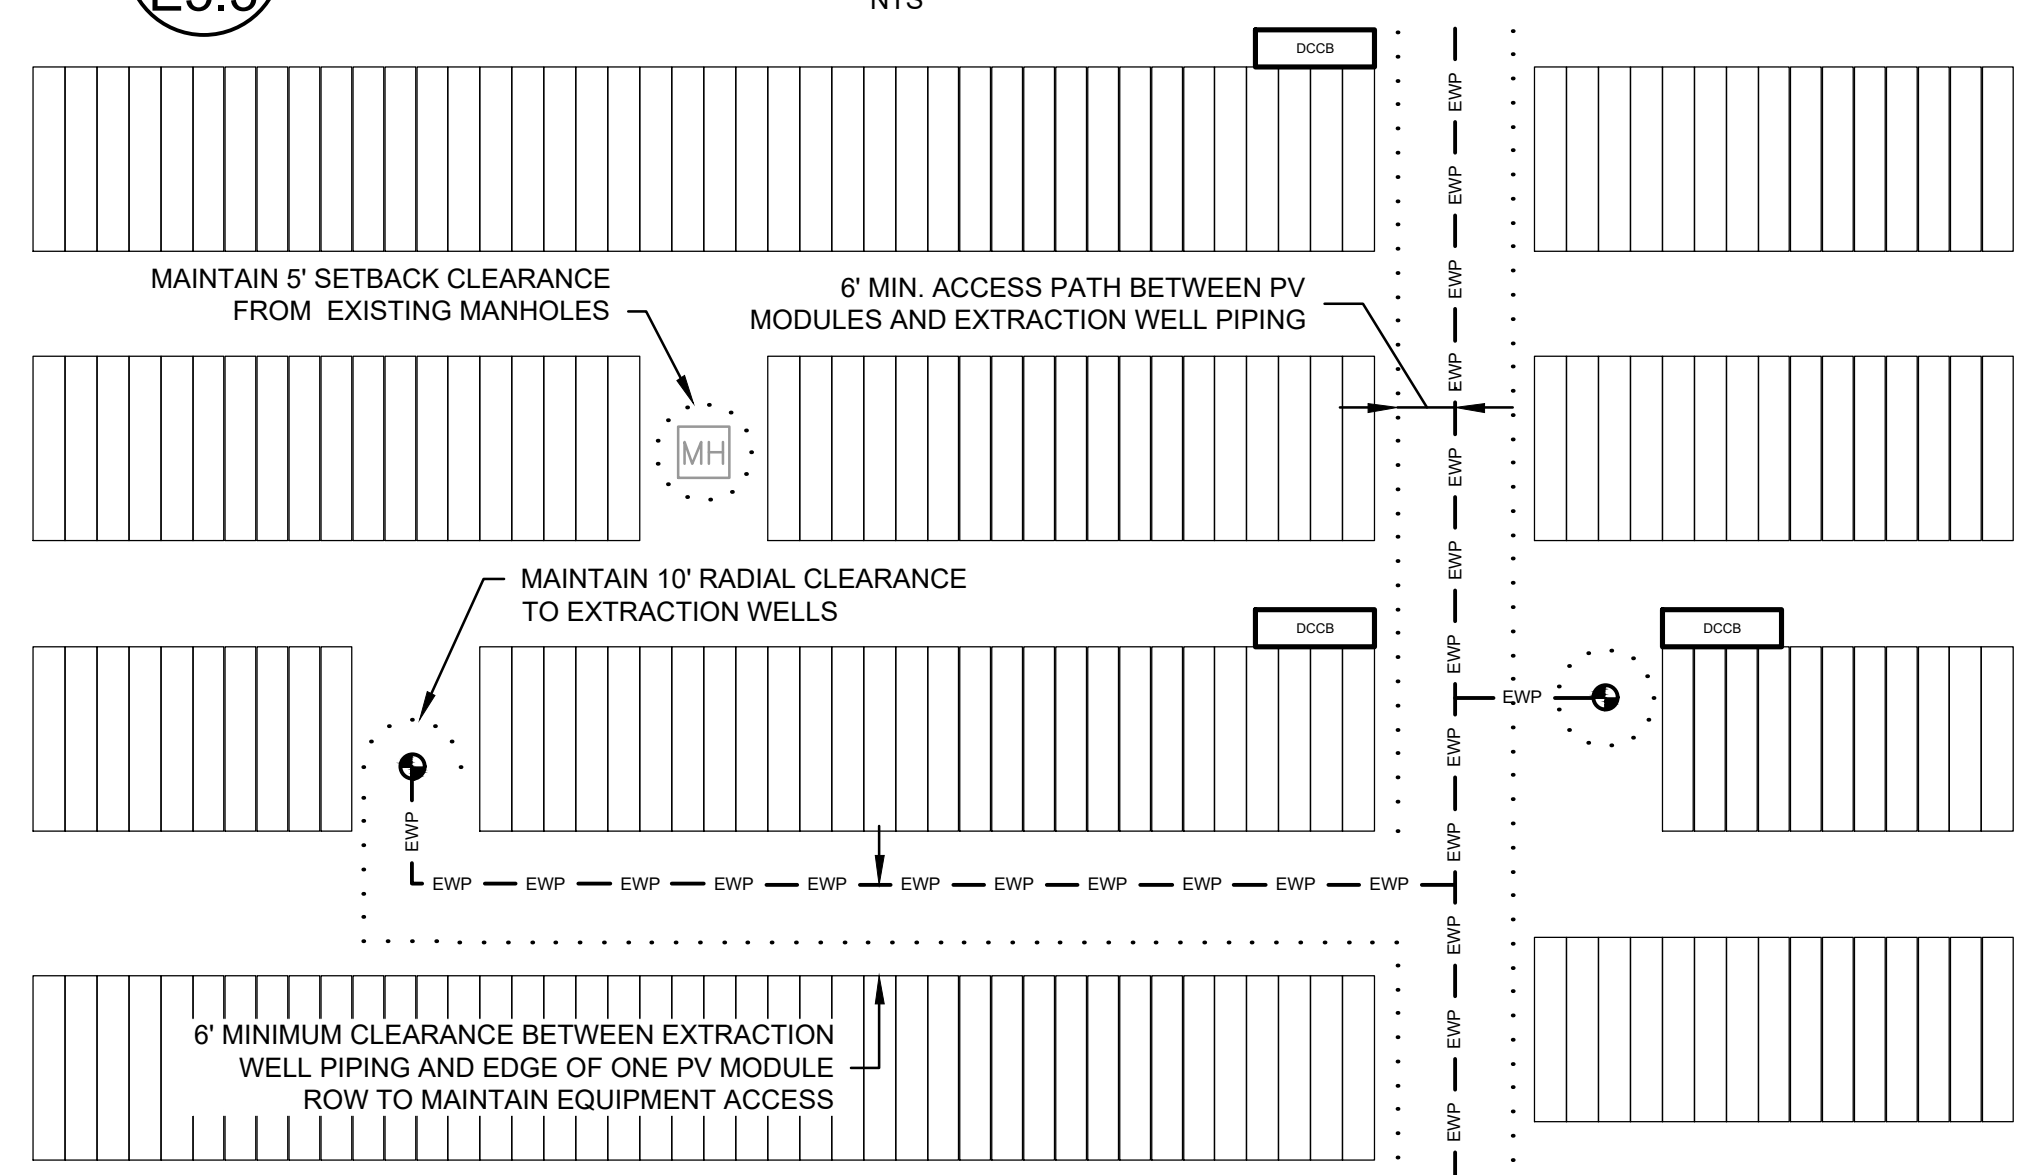 NTS
DCCB
EWP
EWP
EWP
MAINTAIN 5' SETBACK CLEARANCE
FROM EXISTING MANHOLES
6' MIN. ACCESS PATH BETWEEN PV
MODULES AND EXTRACTION WELL PIPING
EWP
MH
EWP
EWP
MAINTAIN 10' RADIAL CLEARANCE
TO EXTRACTION WELLS
DCCB
DCCB
EWP
EWP
EWP
EWP
EWP
EWP EWP EWP EWP EWP EWP EWP EWP EWP EWP EWP
EWP
EWP
6' MINIMUM CLEARANCE BETWEEN EXTRACTION
WELL PIPING AND EDGE OF ONE PV MODULE
ROW TO MAINTAIN EQUIPMENT ACCESS
EWP